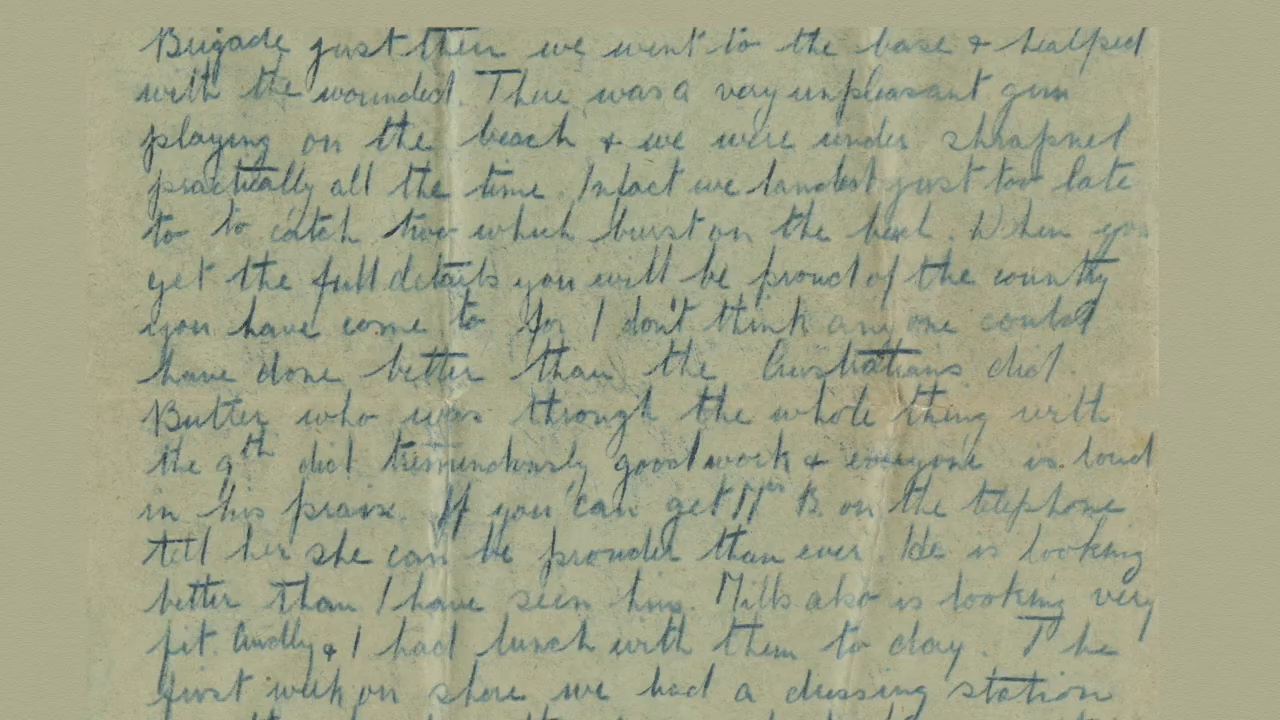 Brigade just then we went to the base & healped
with the wounded. There was a very unpleasant gun
playing on the beach & we were under shrapnel
practically all the time. In fact we landed just too late
to to catch two which burst on the bech. When you
get the full details you will be proud of the country
you have come to for I don't think any one could
have done better than the Australians did.
Butler who was through the whole thing with
the 9th did tremendously good work & everyone is loud
in his praise. If you can get Mrs B. on the telephone
tell her she can be prouder than ever. He is looking
better than I have seen him. Mills also is looking very
fit. & I had lunch with them to day. The
first week on shore we had a dressing station